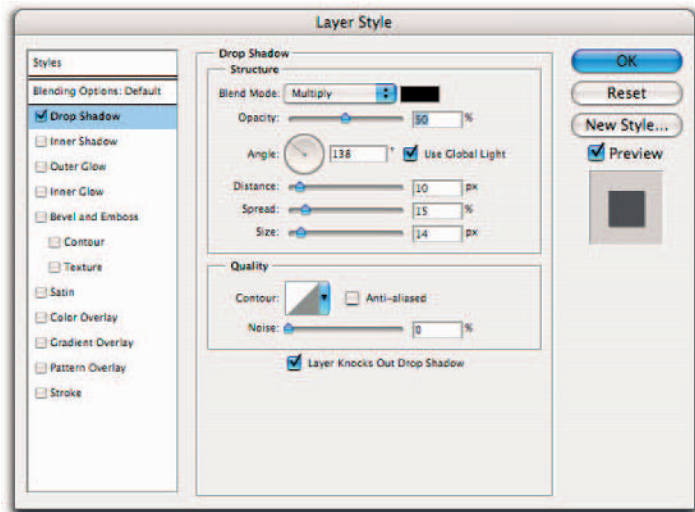 Layer Style
Styles
Blending Options: Default
Drop Shadow
Inner Shadow
Outer Glow
Inner Glow
Bevel and Emboss
Contour
Texture
Satin
Color Overlay
Gradient Overlay
Pattern Overlay
Stroke
Drop Shadow
Structure
Blend Mode: Multiply
Opacity: 50 %
Angle: 138 ° Use Global Light
Distance: 10 px
Spread: 15 %
Size: 14 px
Quality
Contour: Anti-aliased
Noise: 0 %
Layer Knocks Out Drop Shadow
OK
Reset
New Style...
Preview